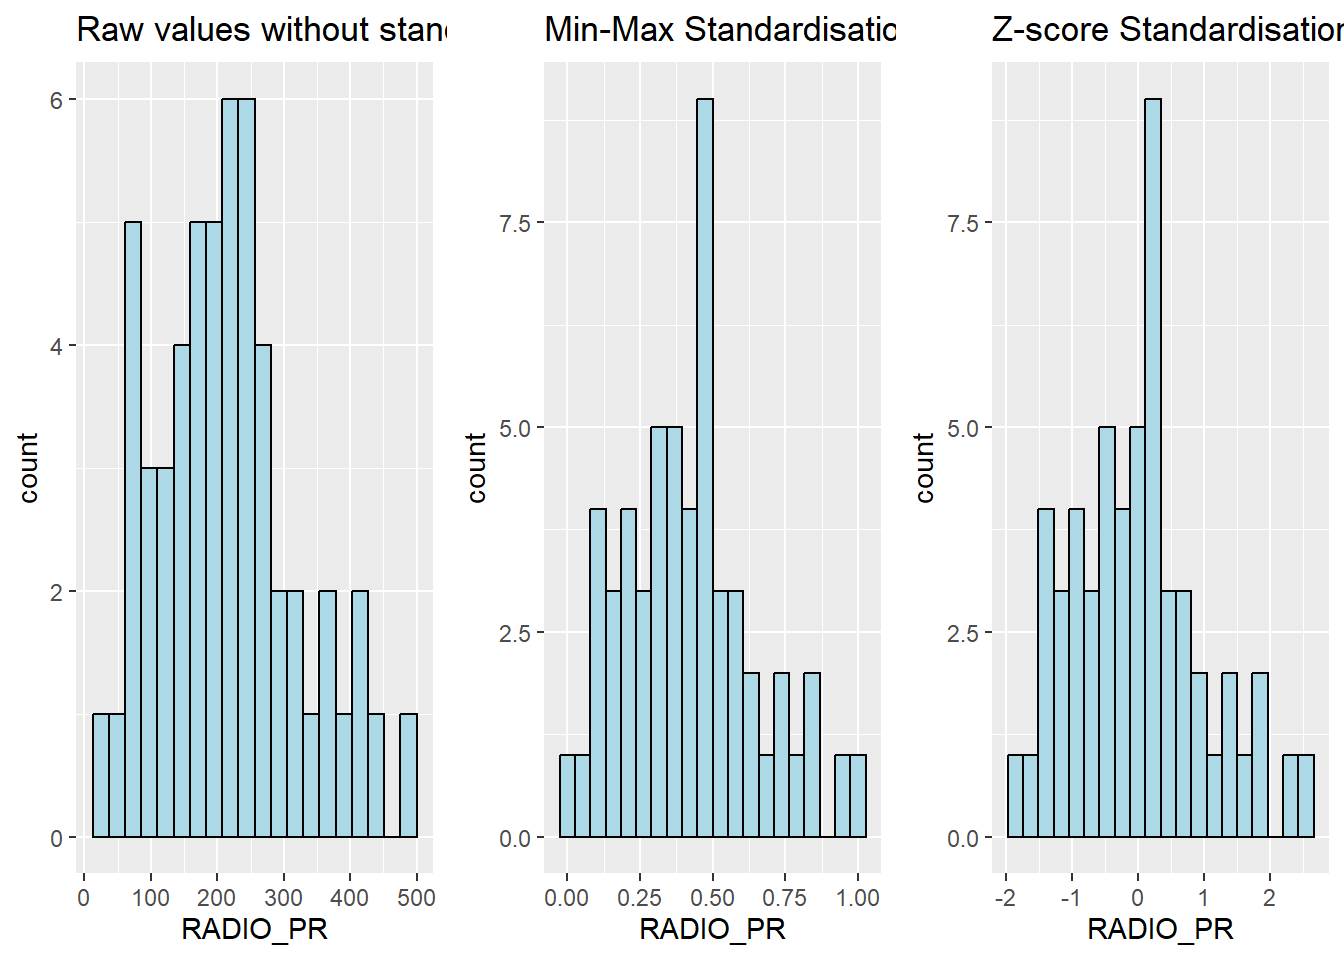 Raw values without stan
Min-Max Standardisatio
Z-score Standardisation
6
4
2
0
count
0 100 200 300 400 500
RADIO_PR
7.5
5.0
2.5
0.0
count
0.00 0.25 0.50 0.75 1.00
RADIO_PR
7.5
5.0
2.5
0.0
count
-2 -1 0 1 2
RADIO_PR